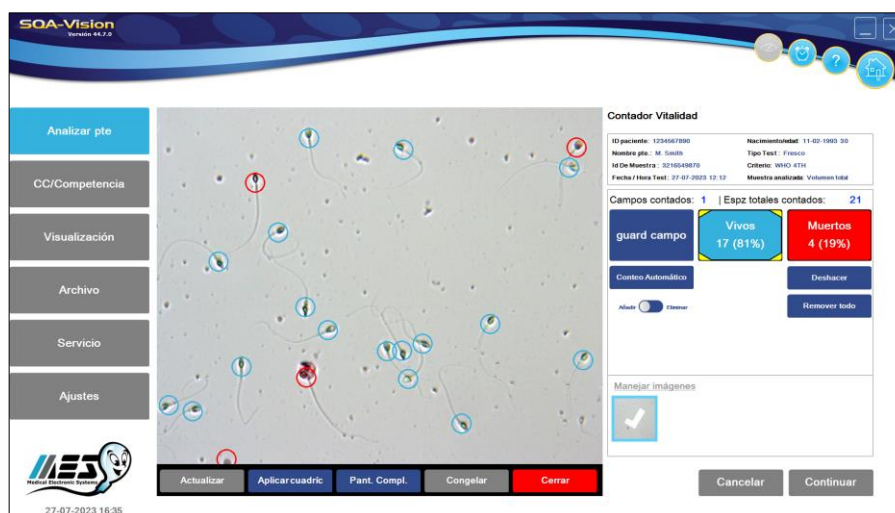 SQA-Vision
Versión 44.7.0
?
Analizar pte
CC/Competencia
Visualización
Archivo
Servicio
Ajustes
MES
Medical Electronic Systems
27-07-2023 16:35
Actualizar
Aplicar cuadríc
Pant. Compl.
Congelar
Cerrar
Contador Vitalidad
ID paciente: 1234567890 Nacimiento/edad: 11-02-1993 30
Nombre pte.: M. Smith Tipo Test: Fresco
Id De Muestra: 3216549870 Criterio: WHO 4TH
Fecha / Hora Test: 27-07-2023 12:12 Muestra analizada: Volumen total
Campos contados: 1 | Espz totales contados: 21
guard campo
Vivos
17 (81%)
Muertos
4 (19%)
Conteo Automático
Deshacer
Añadir Eliminar
Remover todo
Manejar imágenes
Cancelar
Continuar